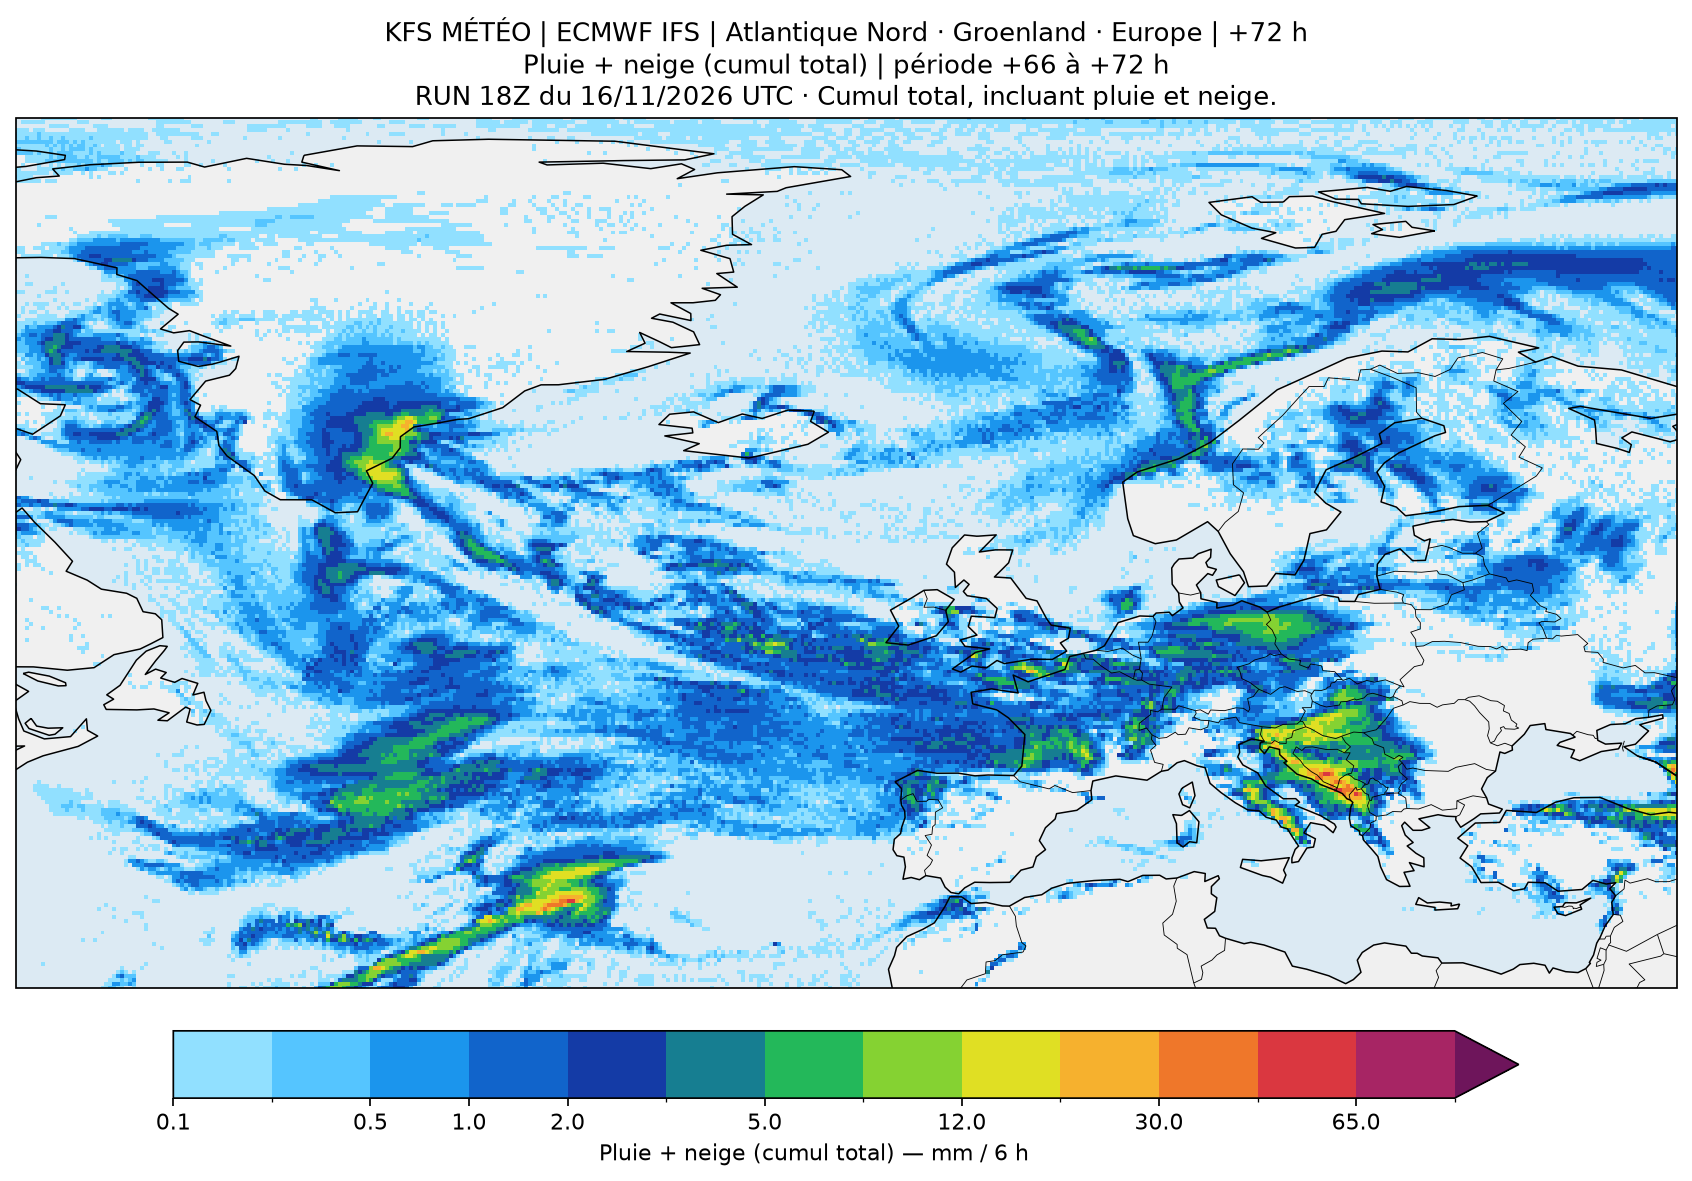 KFS MÉTÉO | ECMWF IFS | Atlantique Nord · Groenland · Europe | +72 h
Pluie + neige (cumul total) | période +66 à +72 h
RUN 18Z du 16/11/2026 UTC · Cumul total, incluant pluie et neige.
0.1 0.5 1.0 2.0 5.0 12.0 30.0 65.0
Pluie + neige (cumul total) — mm / 6 h